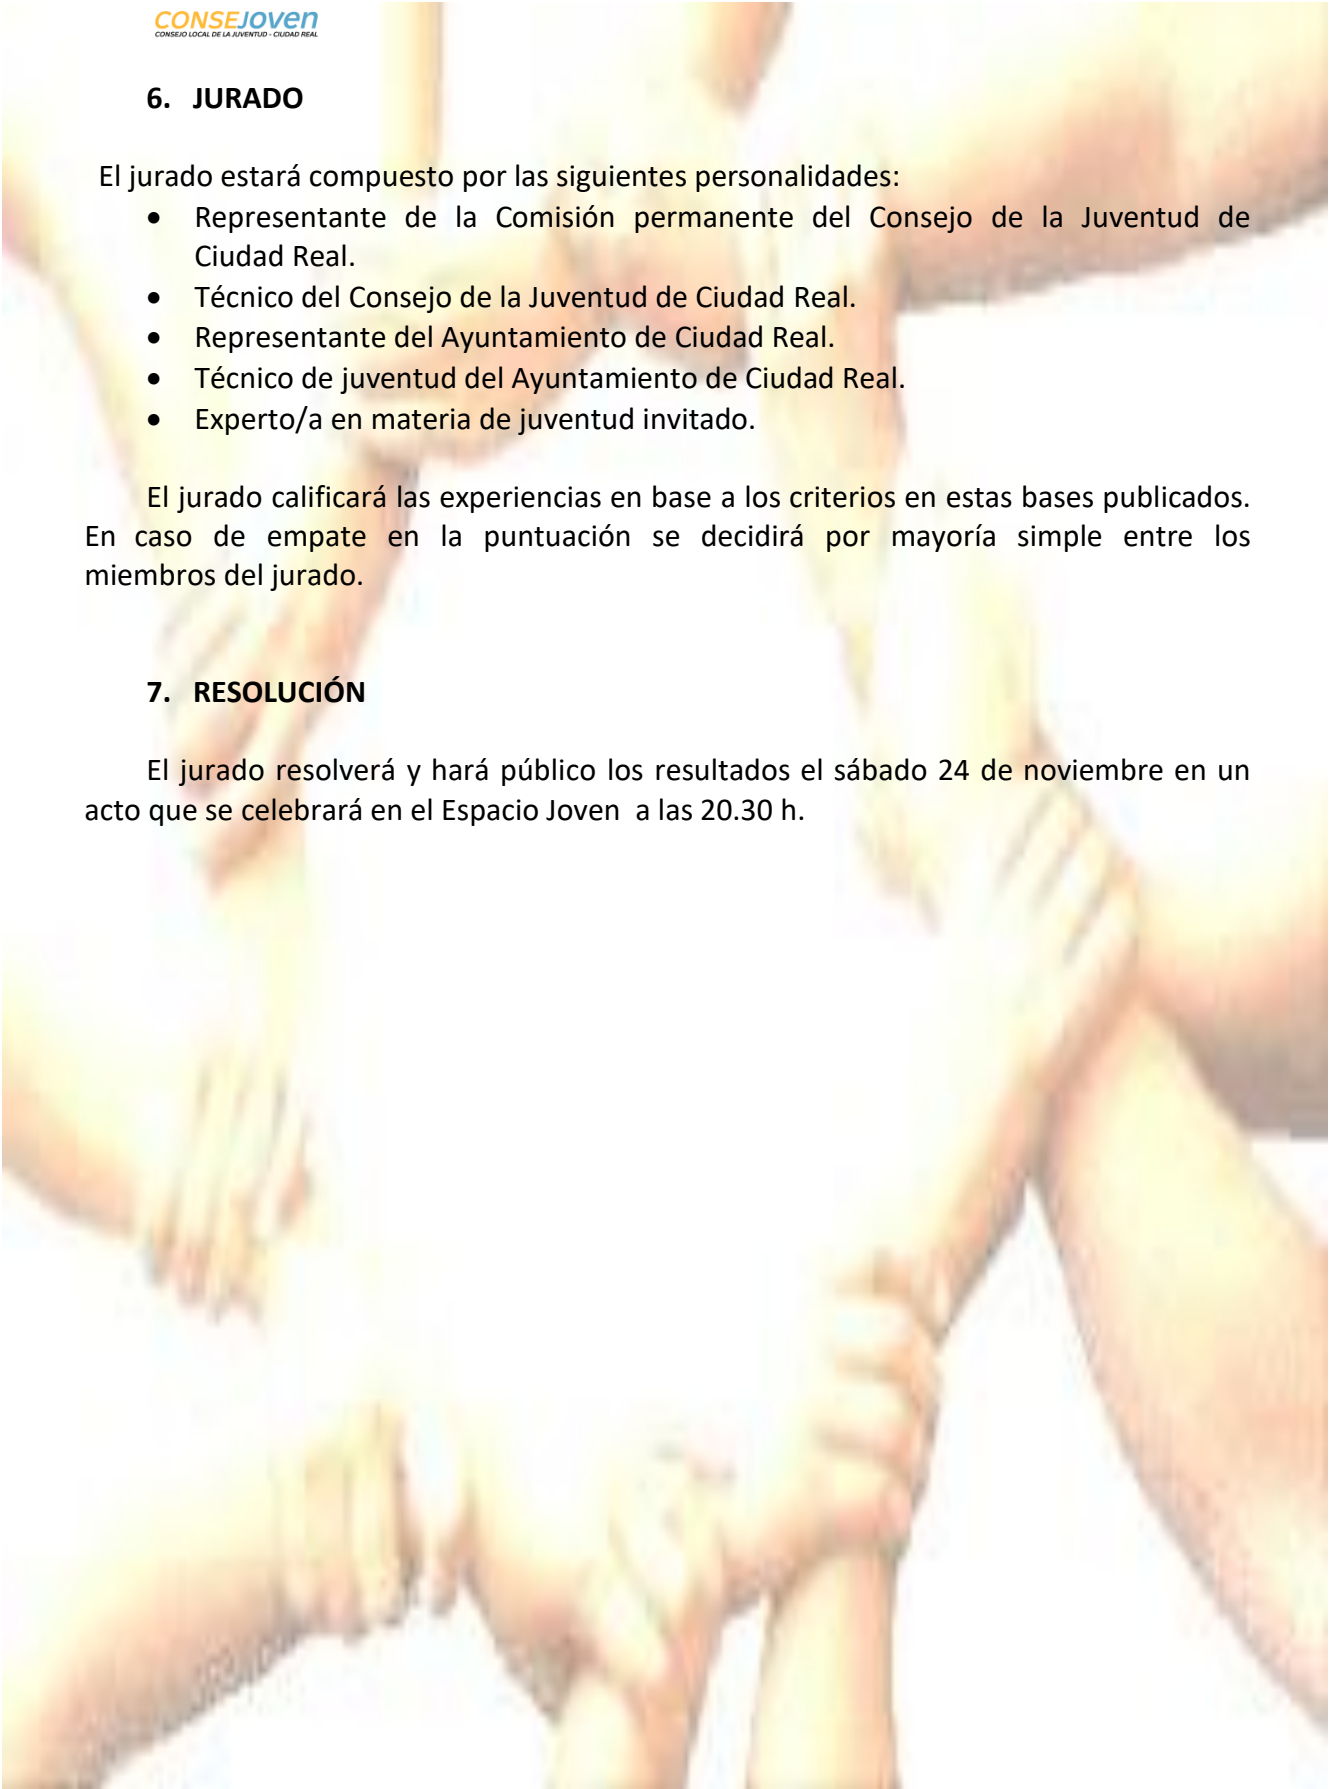 CONSEJOVEN
CONSEJO LOCAL DE LA JUVENTUD - CIUDAD REAL
6. JURADO
El jurado estará compuesto por las siguientes personalidades:
• Representante de la Comisión permanente del Consejo de la Juventud de
Ciudad Real.
• Técnico del Consejo de la Juventud de Ciudad Real.
• Representante del Ayuntamiento de Ciudad Real.
• Técnico de juventud del Ayuntamiento de Ciudad Real.
• Experto/a en materia de juventud invitado.
El jurado calificará las experiencias en base a los criterios en estas bases publicados.
En caso de empate en la puntuación se decidirá por mayoría simple entre los
miembros del jurado.
7. RESOLUCIÓN
El jurado resolverá y hará público los resultados el sábado 24 de noviembre en un
acto que se celebrará en el Espacio Joven  a las 20.30 h.